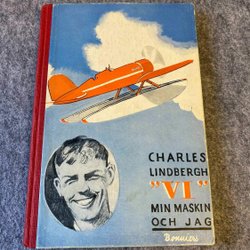 CHARLES
LINDBERGH
"VI"
MIN MASKIN
OCH JAG
Bonniers